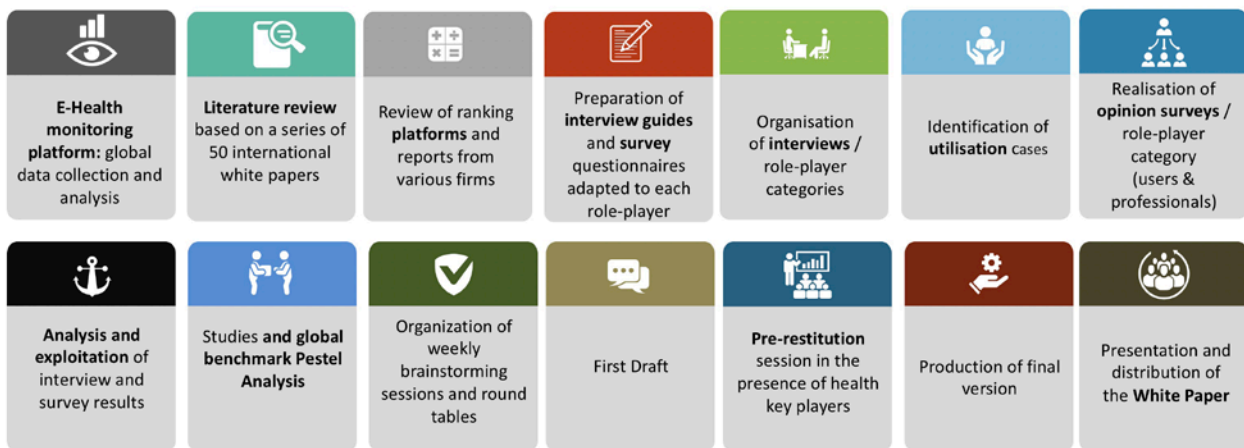 E-Health
monitoring
platform: global
data collection and
analysis
Literature review
based on a series of
50 international
white papers
Review of ranking
platforms and
reports from
various firms
Preparation of
interview guides
and survey
questionnaires
adapted to each
role-player
Organisation
of interviews /
role-player
categories
Identification of
utilisation cases
Realisation of
opinion surveys /
role-player
category
(users &
professionals)
Analysis and
exploitation of
interview and
survey results
Studies and global
benchmark Pestel
Analysis
Organization of
weekly
brainstorming
sessions and round
tables
First Draft
Pre-restitution
session in the
presence of health
key players
Production of final
version
Presentation and
distribution of
the White Paper